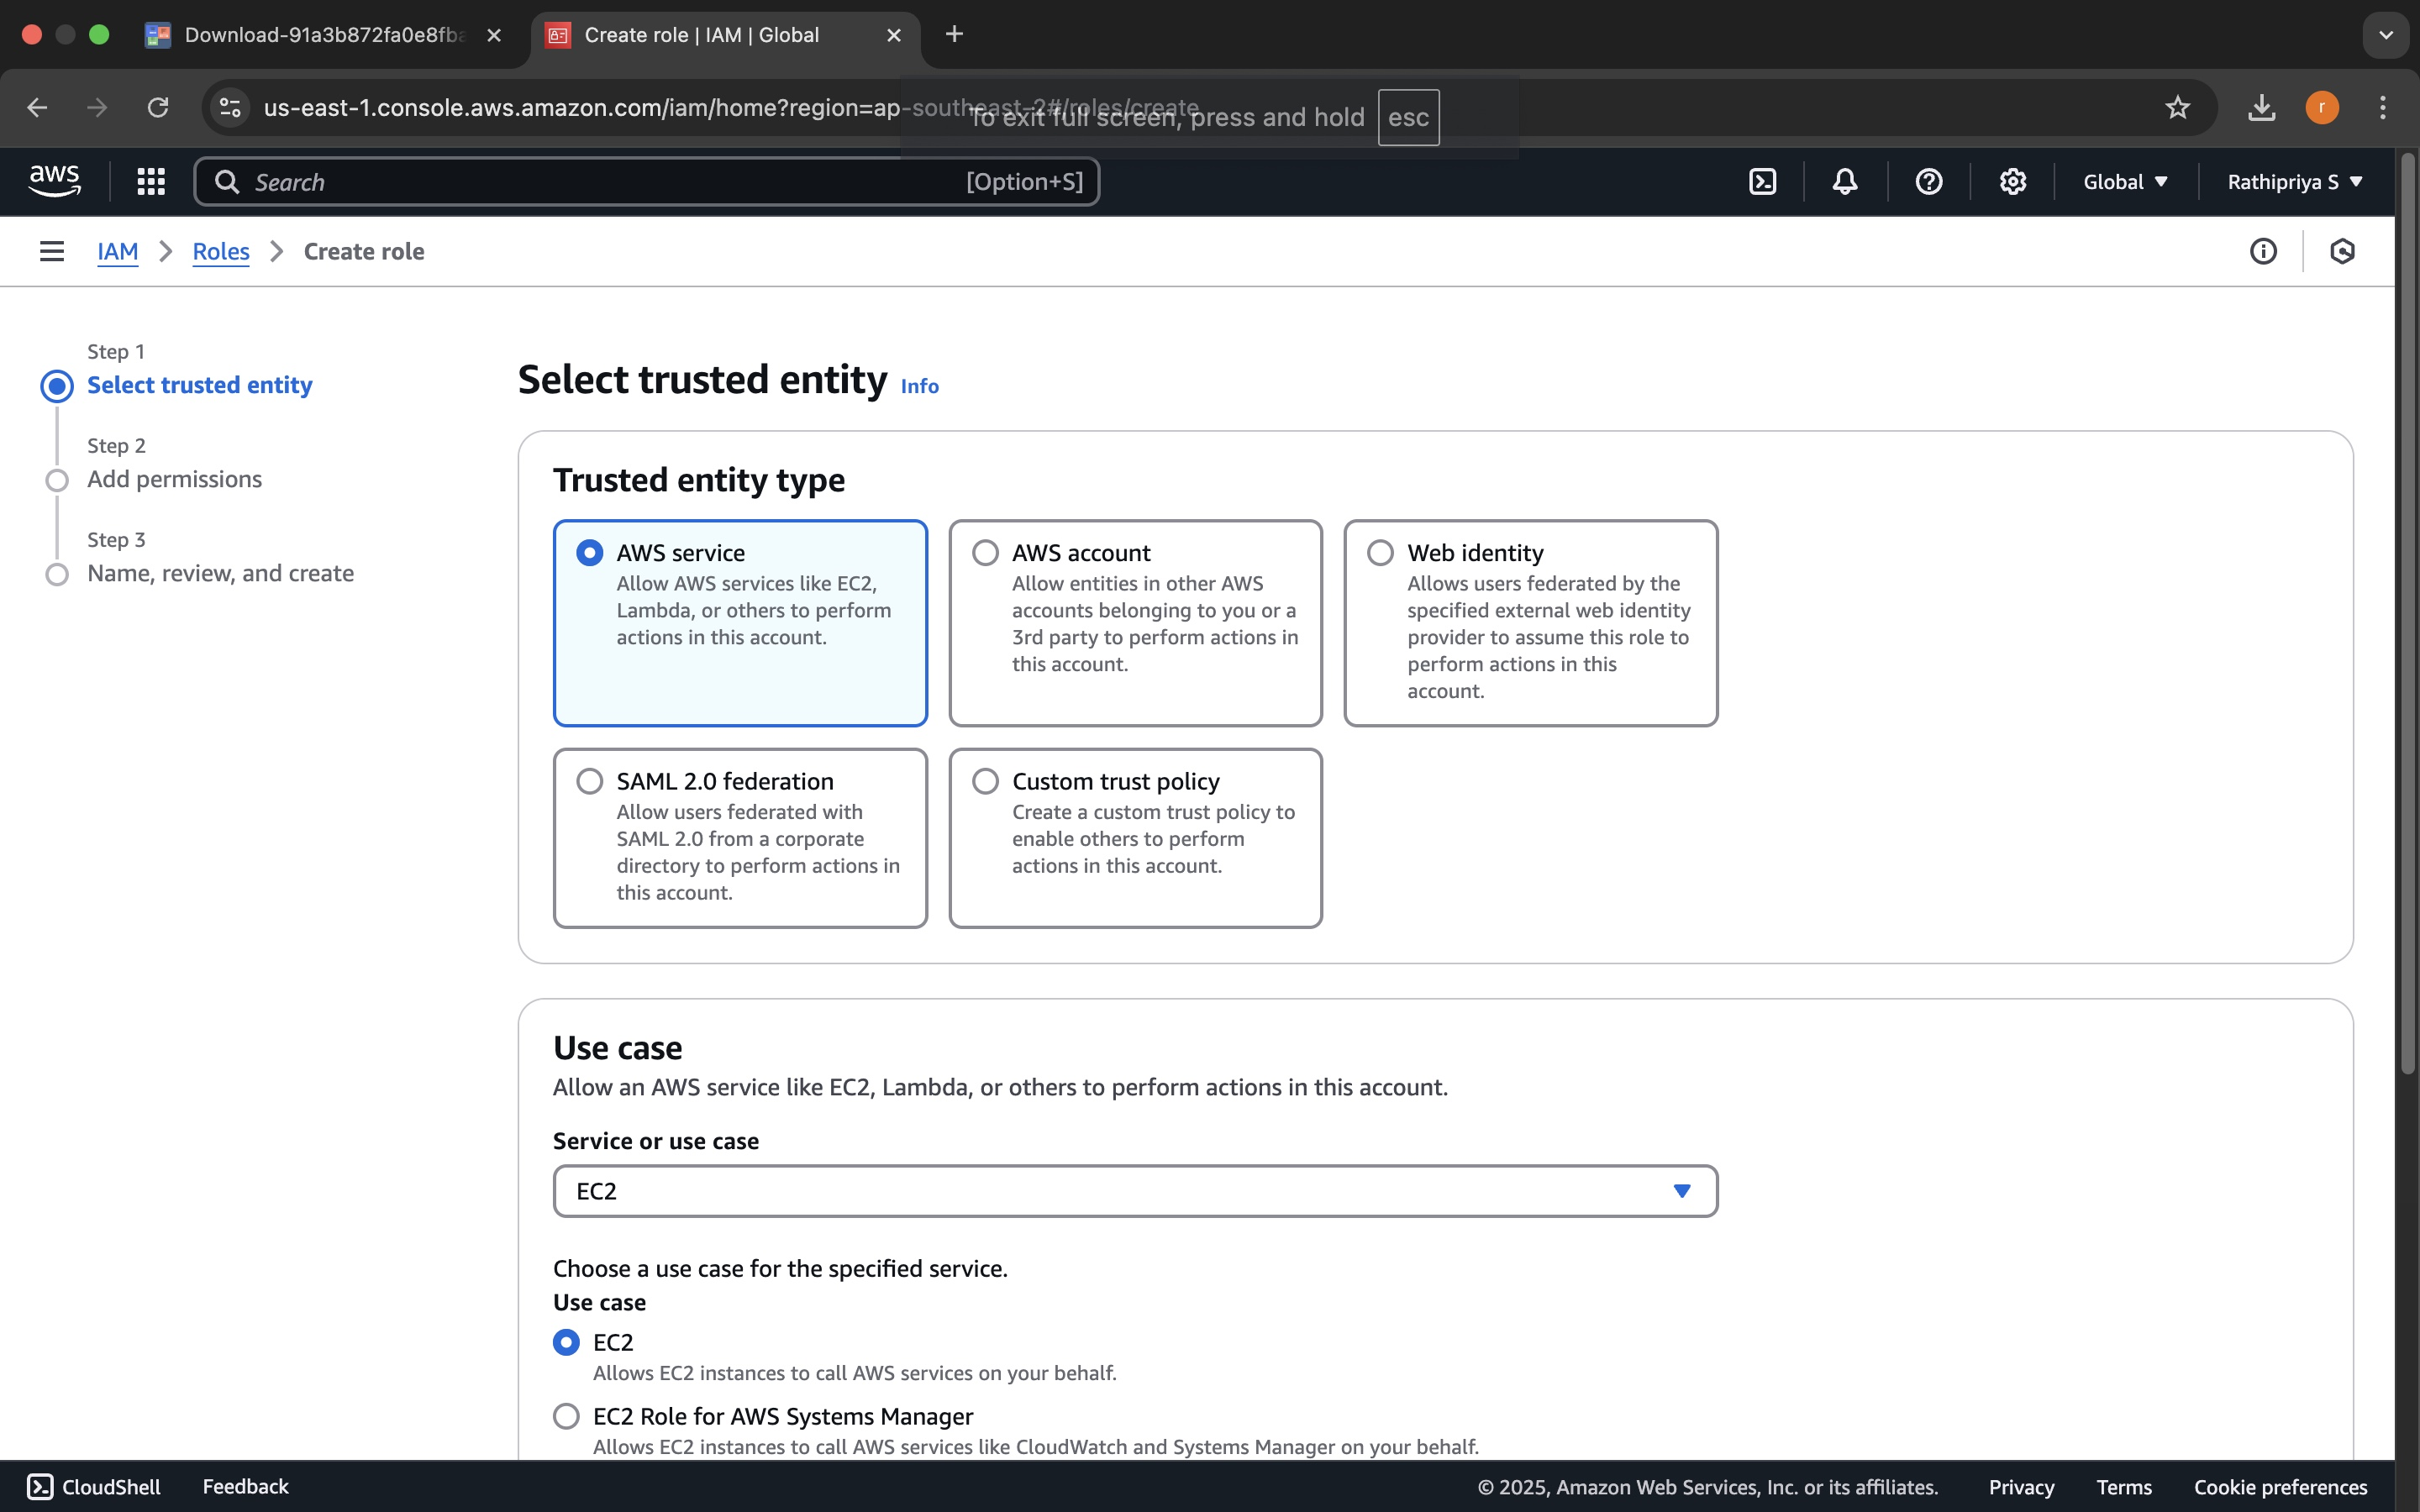 Download-91a3b872fa0e8fba
Create role | IAM | Global
us-east-1.console.aws.amazon.com/iam/home?region=ap-southeast-2#/roles/create
To exit full screen, press and hold esc
r
aws
Search
[Option+S]
Global
Rathipriya S
IAM
Roles
Create role
Step 1
Select trusted entity
Step 2
Add permissions
Step 3
Name, review, and create
Select trusted entity Info
Trusted entity type
AWS service
Allow AWS services like EC2,
Lambda, or others to perform
actions in this account.
AWS account
Allow entities in other AWS
accounts belonging to you or a
3rd party to perform actions in
this account.
Web identity
Allows users federated by the
specified external web identity
provider to assume this role to
perform actions in this
account.
SAML 2.0 federation
Allow users federated with
SAML 2.0 from a corporate
directory to perform actions in
this account.
Custom trust policy
Create a custom trust policy to
enable others to perform
actions in this account.
Use case
Allow an AWS service like EC2, Lambda, or others to perform actions in this account.
Service or use case
EC2
Choose a use case for the specified service.
Use case
EC2
Allows EC2 instances to call AWS services on your behalf.
EC2 Role for AWS Systems Manager
Allows EC2 instances to call AWS services like CloudWatch and Systems Manager on your behalf.
CloudShell
Feedback
© 2025, Amazon Web Services, Inc. or its affiliates.
Privacy
Terms
Cookie preferences